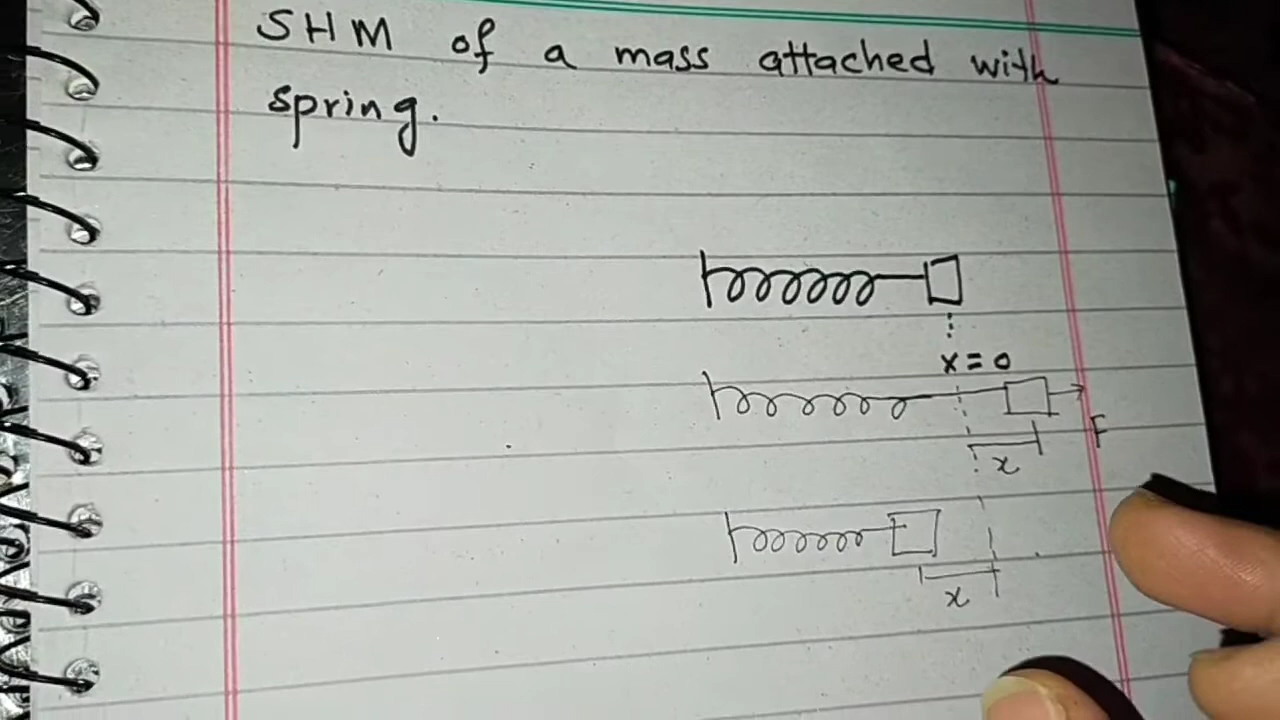 SHM of a mass attached with
spring.
x = 0
F
x
x